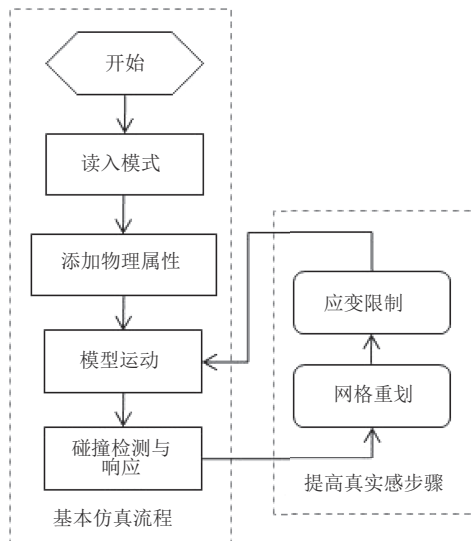 开始
读入模式
添加物理属性
模型运动
碰撞检测与
响应
基本仿真流程
应变限制
网格重划
提高真实感步骤